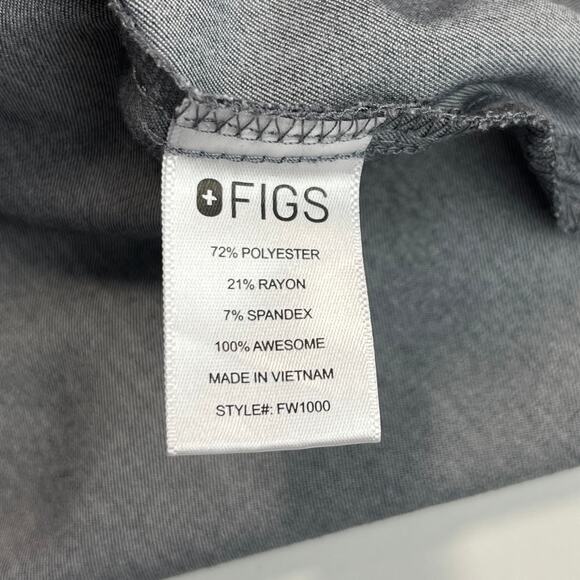 FIGS
72% POLYESTER
21% RAYON
7% SPANDEX
100% AWESOME
MADE IN VIETNAM
STYLE#: FW1000